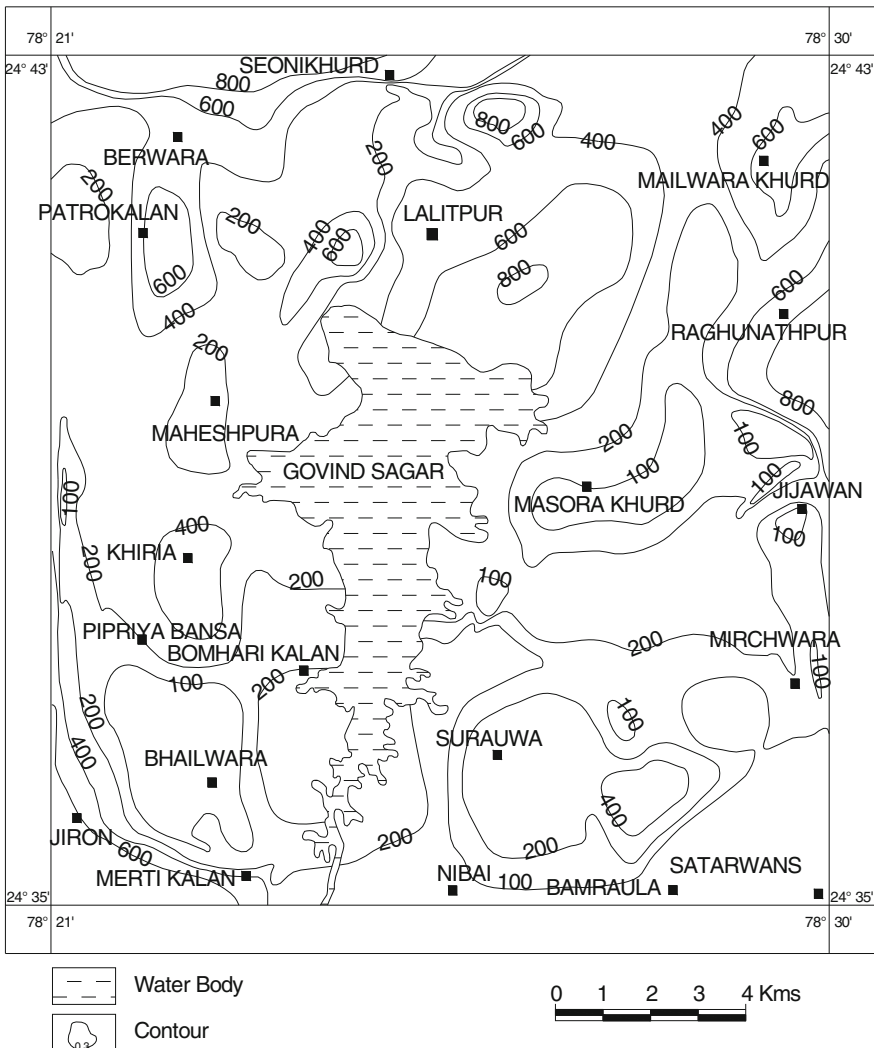 78° 21'
78° 30'
24° 43'
SEONIKHURD
24° 43'
800
600
800
600
400
400
600
BERWARA
200
MAILWARA KHURD
200
PATROKALAN
200
400
600
LALITPUR
600
800
600
400
600
RAGHUNATHPUR
200
MAHESHPURA
800
100
200
GOVIND SAGAR
100
100
100
MASORA KHURD
JIJAWAN
400
100
KHIRIA
200
200
100
PIPRIYA BANSA
200
MIRCHWARA
BOMHARI KALAN
100
100
200
200
100
400
SURAUWA
BHAILWARA
400
JIRON
200
600
200
MERTI KALAN
NIBAI
100
BAMRAULA
SATARWANS
24° 35'
24° 35'
78° 21'
78° 30'
Water Body
0 1 2 3 4 Kms
Contour
0.3